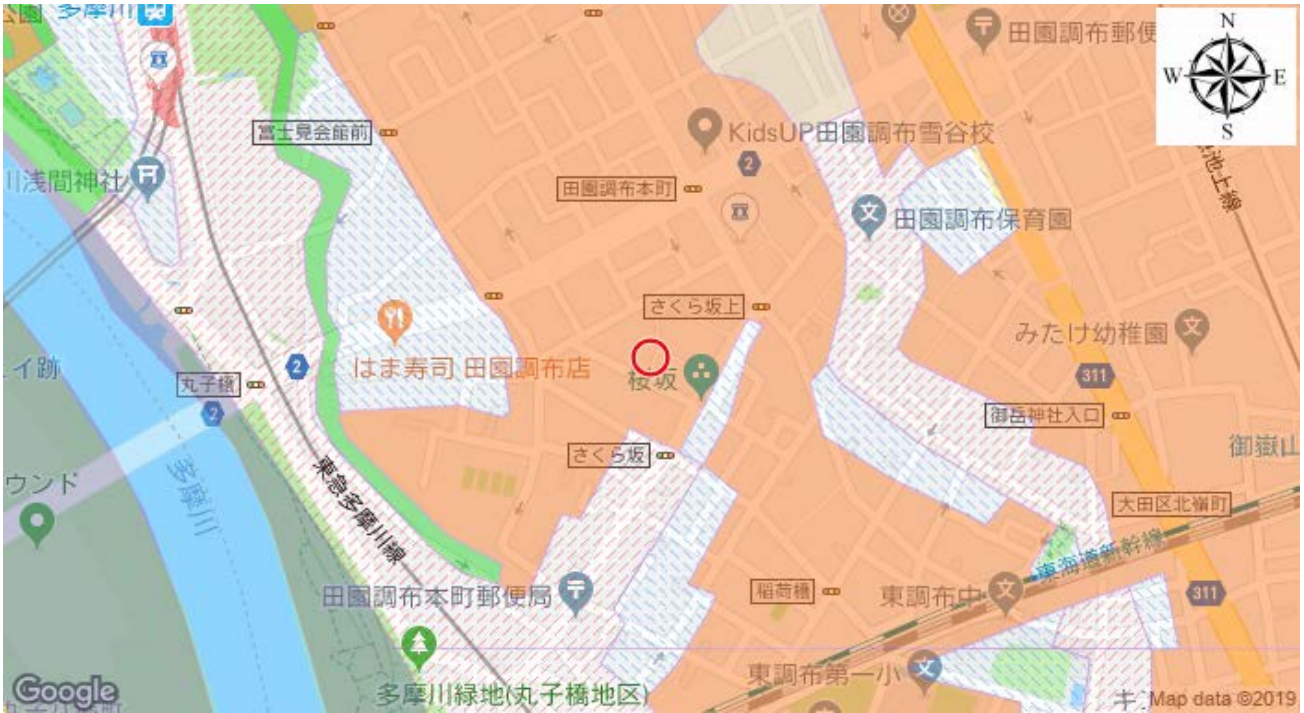 公園
多摩川
田園調布郵便
N
W
E
S
池上線
富士見会館前
KidsUP田園調布雪谷校
2
川浅間神社
田園調布本町
田園調布保育園
さくら坂上
みたけ幼稚園
はま寿司 田園調布店
イ跡
2
丸子橋
2
桜坂
311
御岳神社入口
さくら坂
御嶽山
ウンド
多摩川
東急多摩川線
大田区北嶺町
東海道新幹線
田園調布本町郵便局
稲荷橋
東調布中
311
東調布第一小
多摩川緑地(丸子橋地区)
Google
キ
Map data ©2019